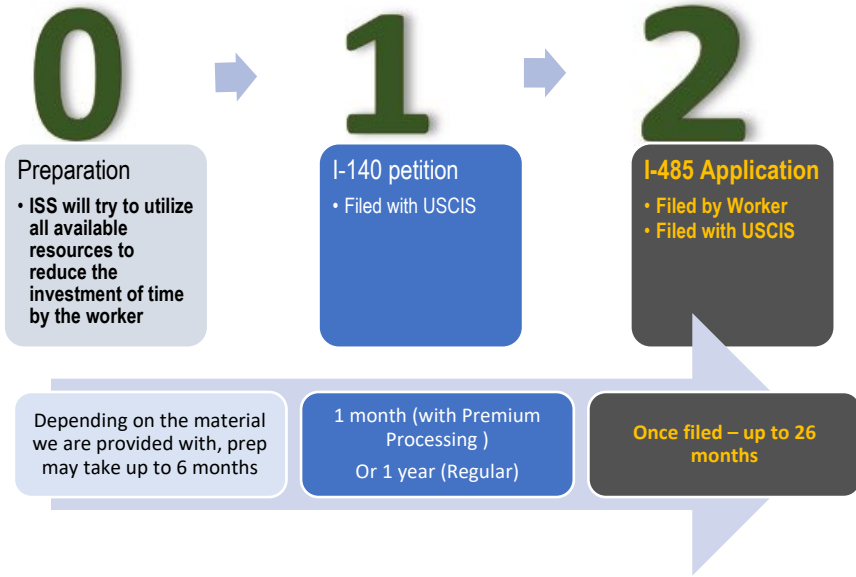 0
1
2
Preparation
• ISS will try to utilize
all available
resources to
reduce the
investment of time
by the worker
I-140 petition
• Filed with USCIS
I-485 Application
• Filed by Worker
• Filed with USCIS
Depending on the material
we are provided with, prep
may take up to 6 months
1 month (with Premium
Processing )
Or 1 year (Regular)
Once filed – up to 26
months